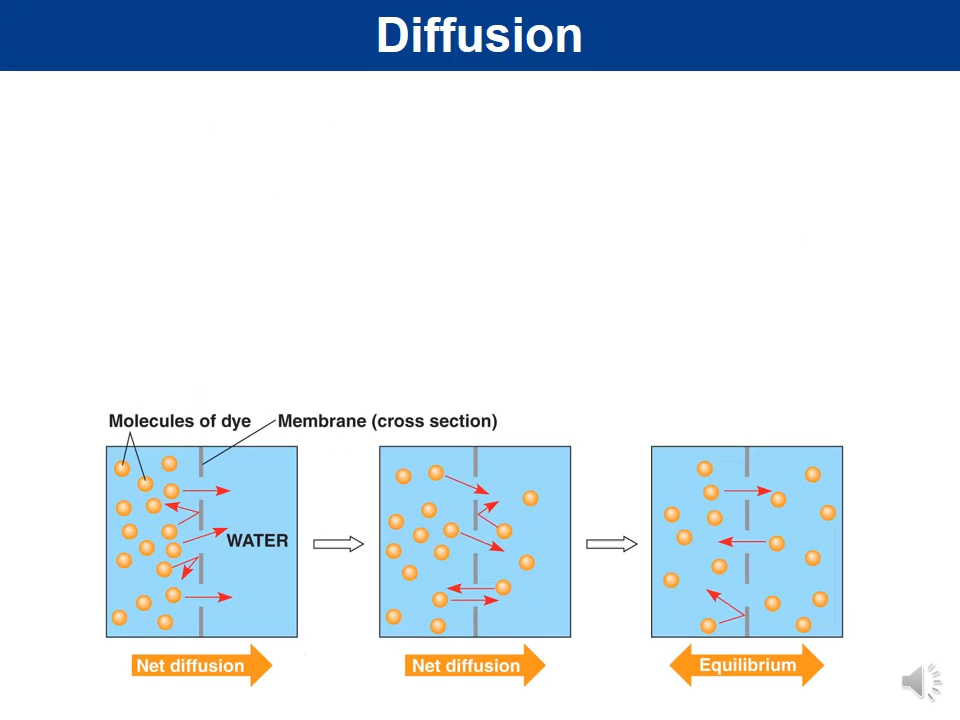 Diffusion
Molecules of dye
Membrane (cross section)
WATER
Net diffusion
Net diffusion
Equilibrium